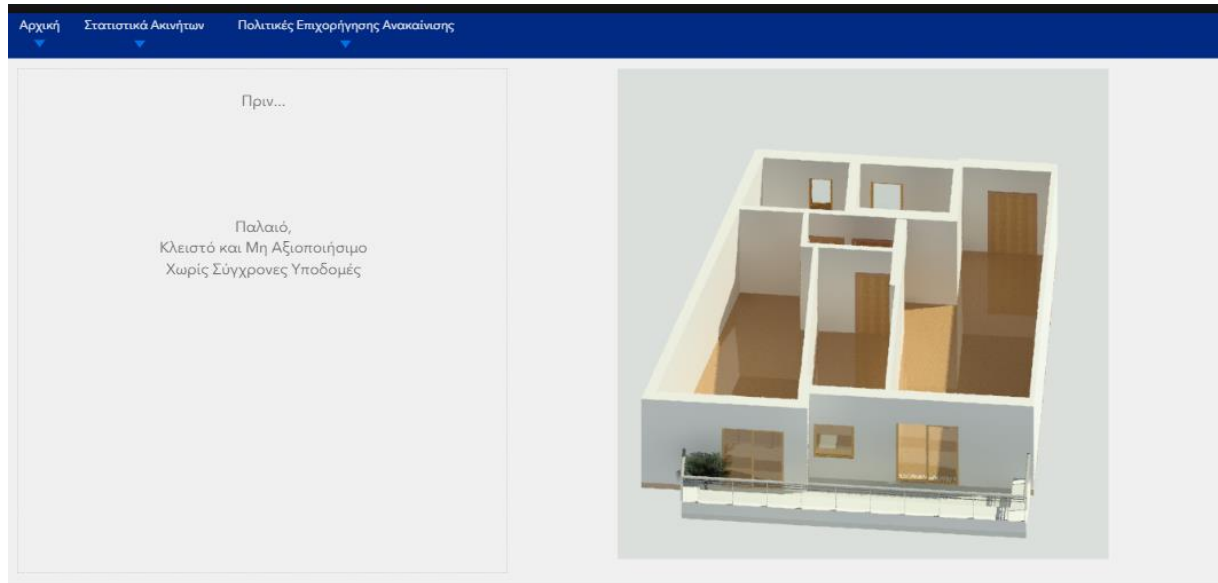 Αρχική
Στατιστικά Ακινήτων
Πολιτικές Επιχορήγησης Ανακαίνισης
Πριν...
Παλαιό,
Κλειστό και Μη Αξιοποιήσιμο
Χωρίς Σύγχρονες Υποδομές